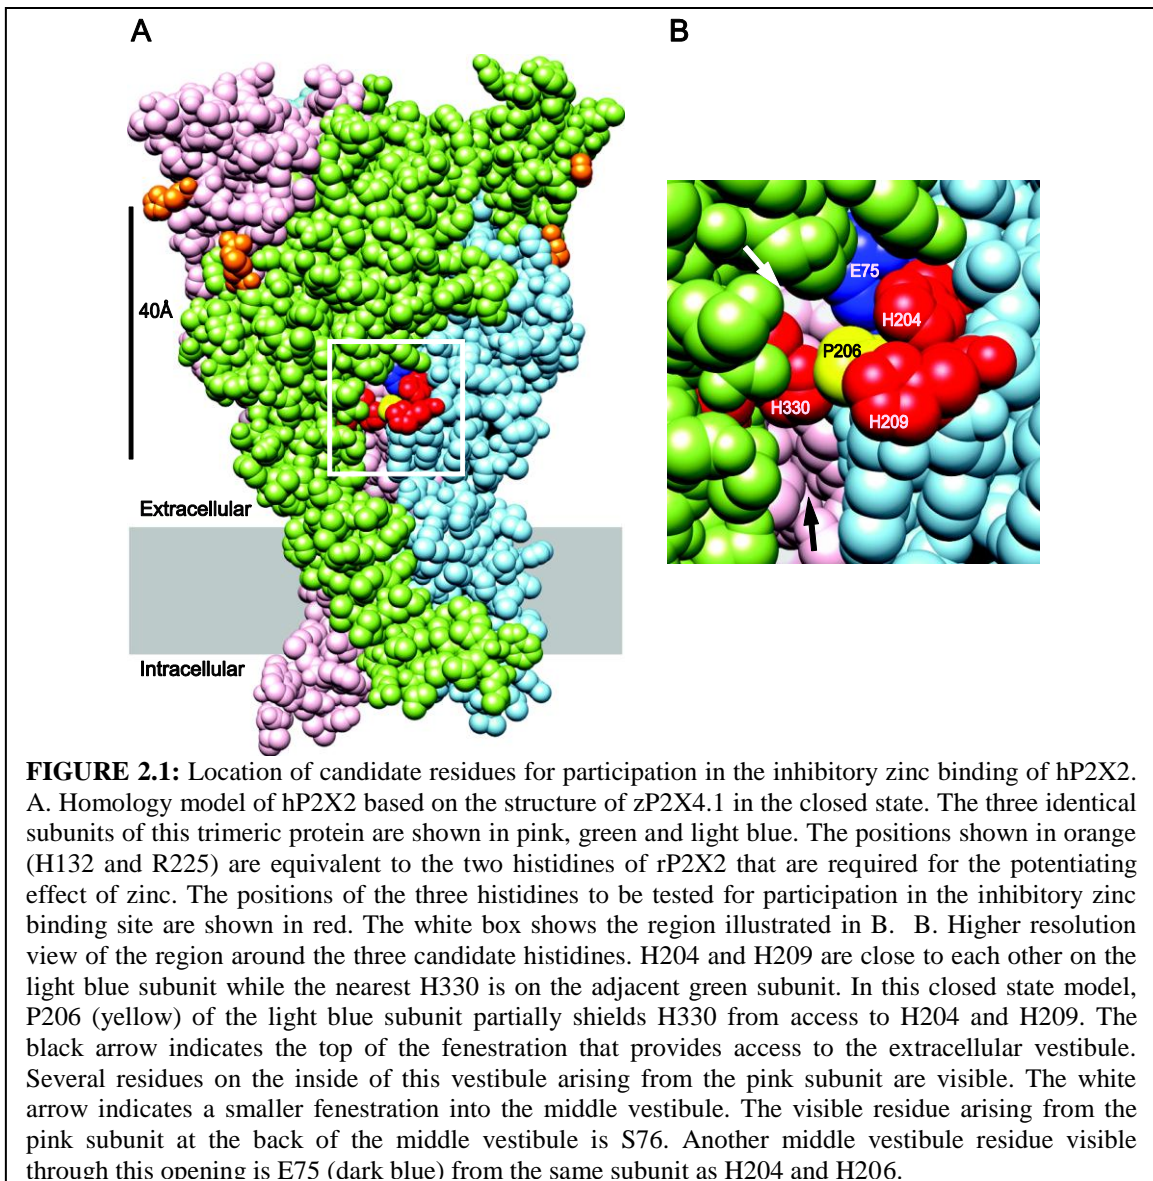 A
B
40Å
Extracellular
Intracellular
E75
H204
P206
H330
H209
FIGURE 2.1: Location of candidate residues for participation in the inhibitory zinc binding of hP2X2.
A. Homology model of hP2X2 based on the structure of zP2X4.1 in the closed state. The three identical
subunits of this trimeric protein are shown in pink, green and light blue. The positions shown in orange
(H132 and R225) are equivalent to the two histidines of rP2X2 that are required for the potentiating
effect of zinc. The positions of the three histidines to be tested for participation in the inhibitory zinc
binding site are shown in red. The white box shows the region illustrated in B. B. Higher resolution
view of the region around the three candidate histidines. H204 and H209 are close to each other on the
light blue subunit while the nearest H330 is on the adjacent green subunit. In this closed state model,
P206 (yellow) of the light blue subunit partially shields H330 from access to H204 and H209. The
black arrow indicates the top of the fenestration that provides access to the extracellular vestibule.
Several residues on the inside of this vestibule arising from the pink subunit are visible. The white
arrow indicates a smaller fenestration into the middle vestibule. The visible residue arising from the
pink subunit at the back of the middle vestibule is S76. Another middle vestibule residue visible
through this opening is E75 (dark blue) from the same subunit as H204 and H206.